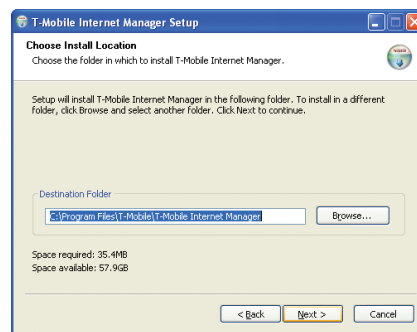 T-Mobile Internet Manager Setup
Choose Install Location
Choose the folder in which to install T-Mobile Internet Manager.
Setup will install T-Mobile Internet Manager in the following folder. To install in a different
folder, click Browse and select another folder. Click Next to continue.
Destination Folder
C:\Program Files\T-Mobile\T-Mobile Internet Manager
Browse...
Space required: 35.4MB
Space available: 57.9GB
< Back Next > Cancel